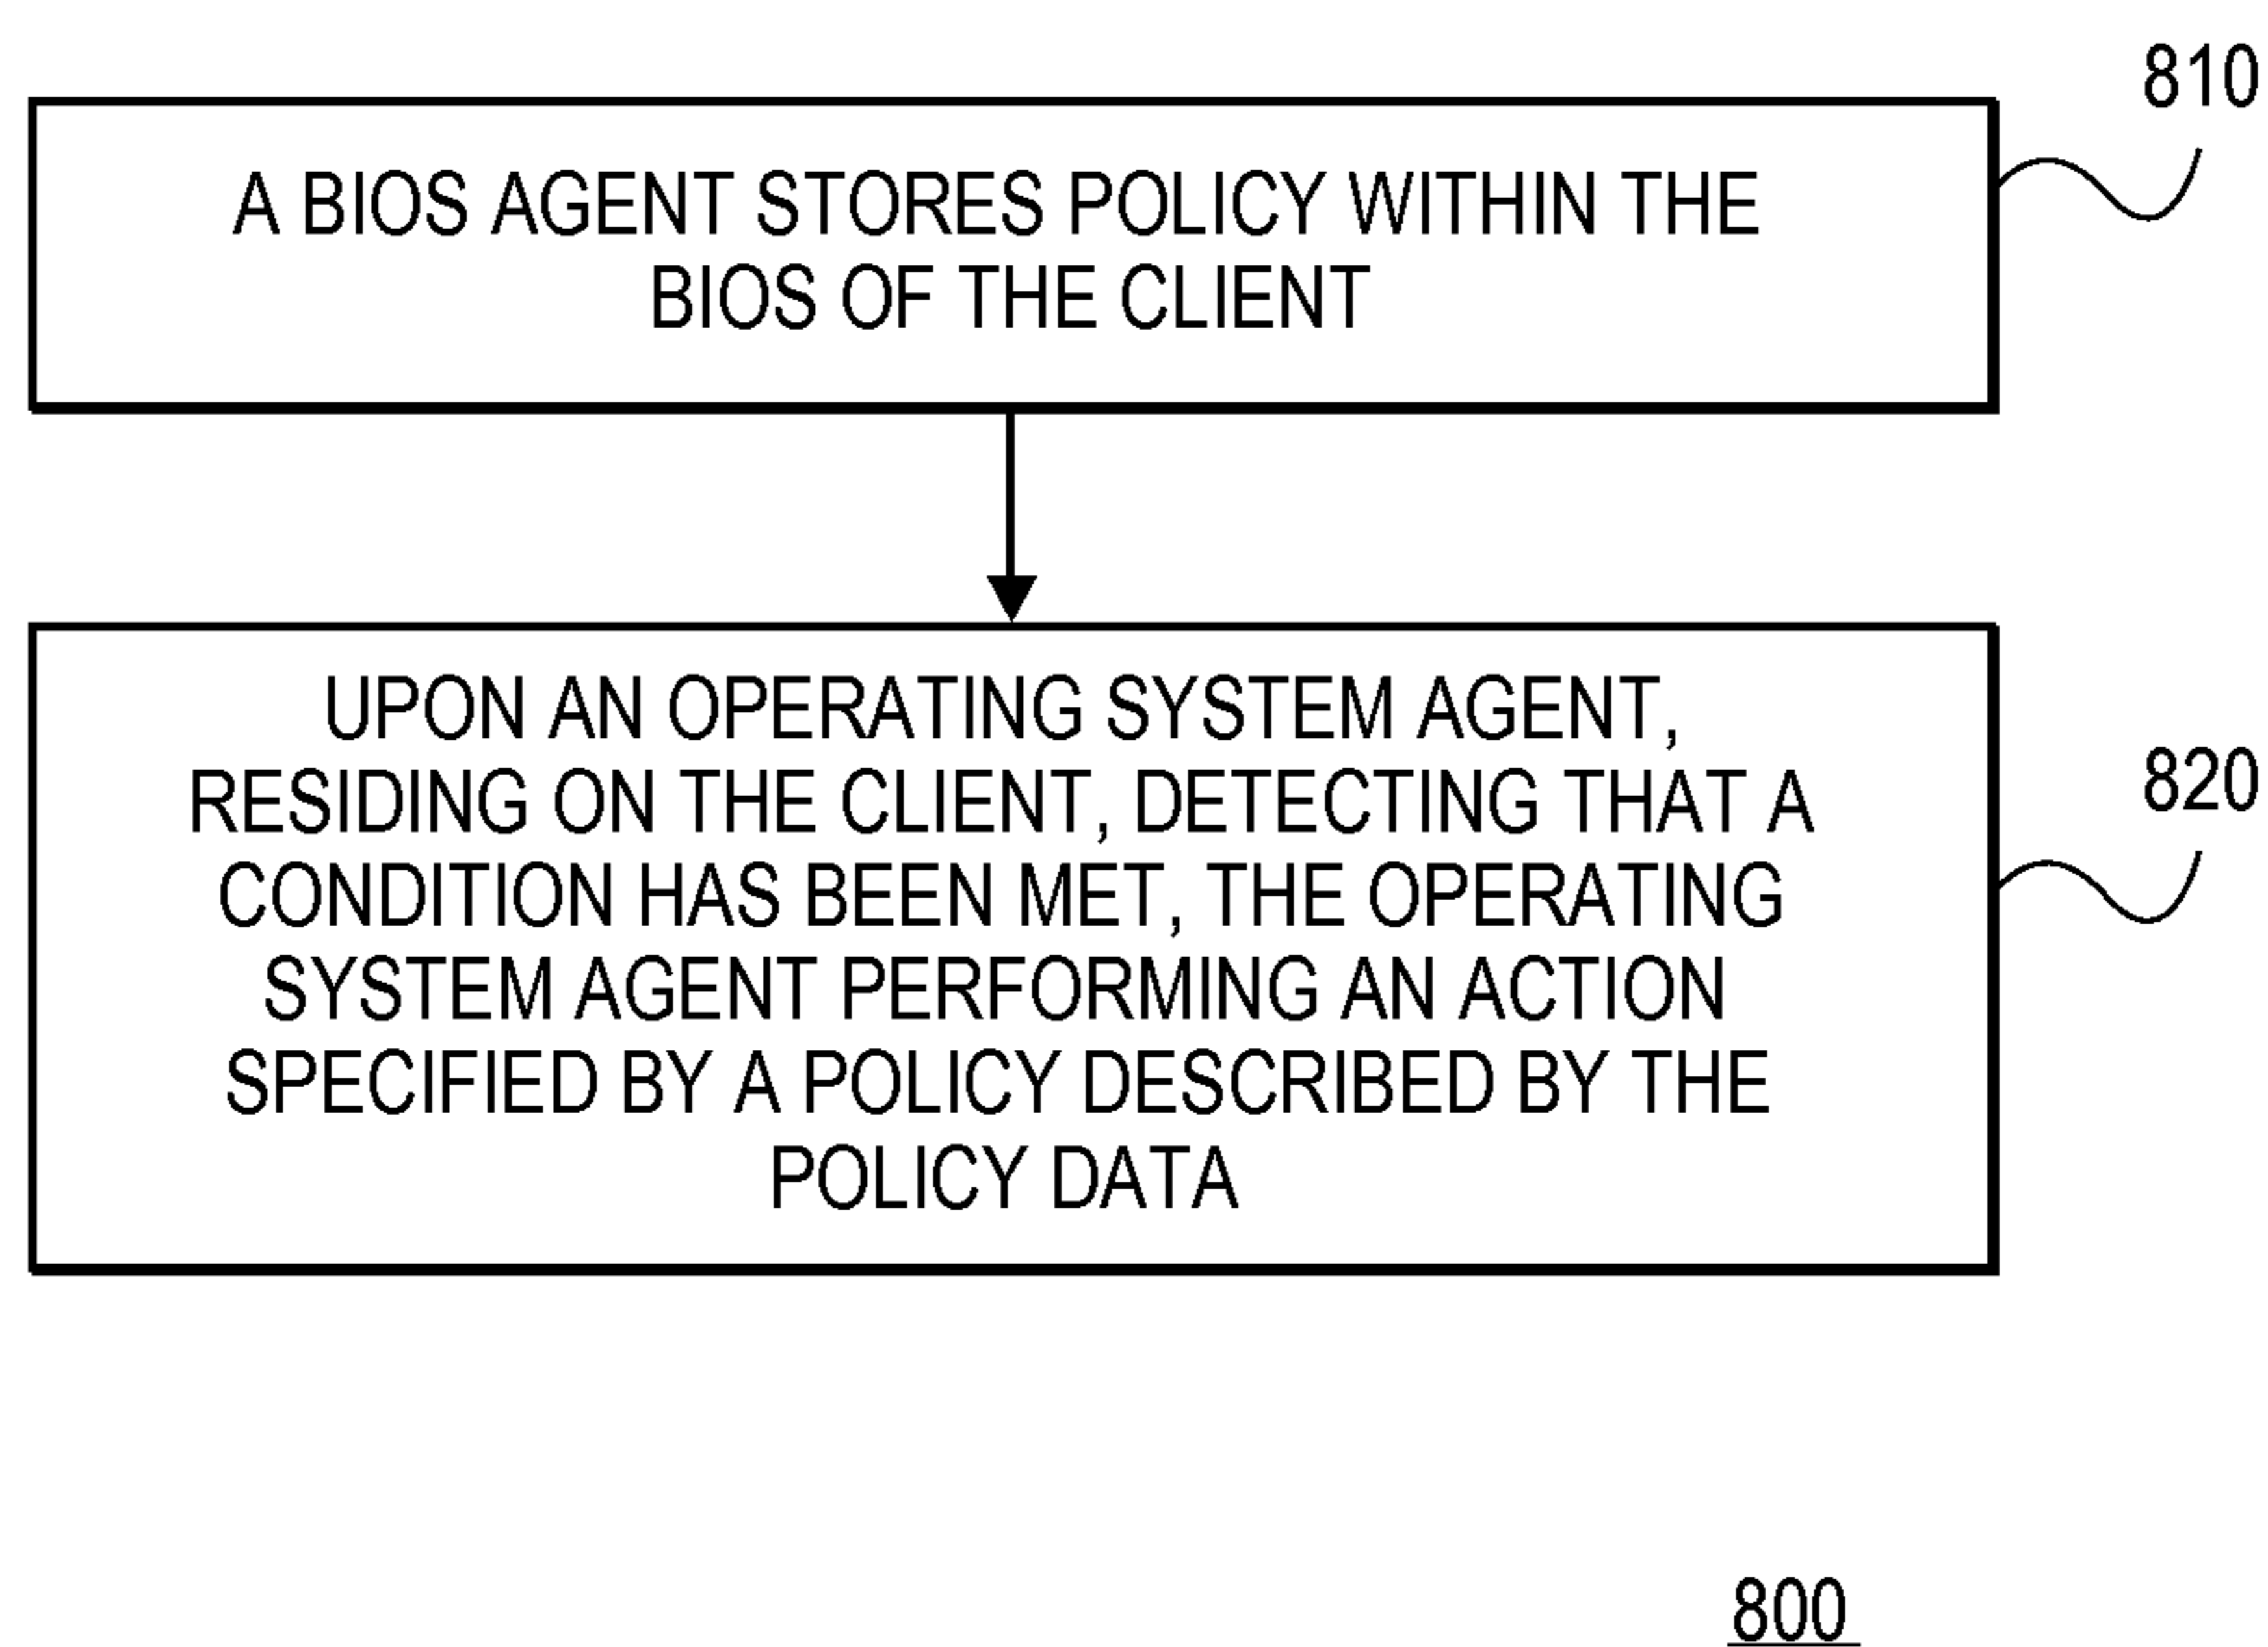 810
A BIOS AGENT STORES POLICY WITHIN THE
BIOS OF THE CLIENT
UPON AN OPERATING SYSTEM AGENT,
RESIDING ON THE CLIENT, DETECTING THAT A
820
CONDITION HAS BEEN MET, THE OPERATING
SYSTEM AGENT PERFORMING AN ACTION
SPECIFIED BY A POLICY DESCRIBED BY THE
POLICY DATA
800